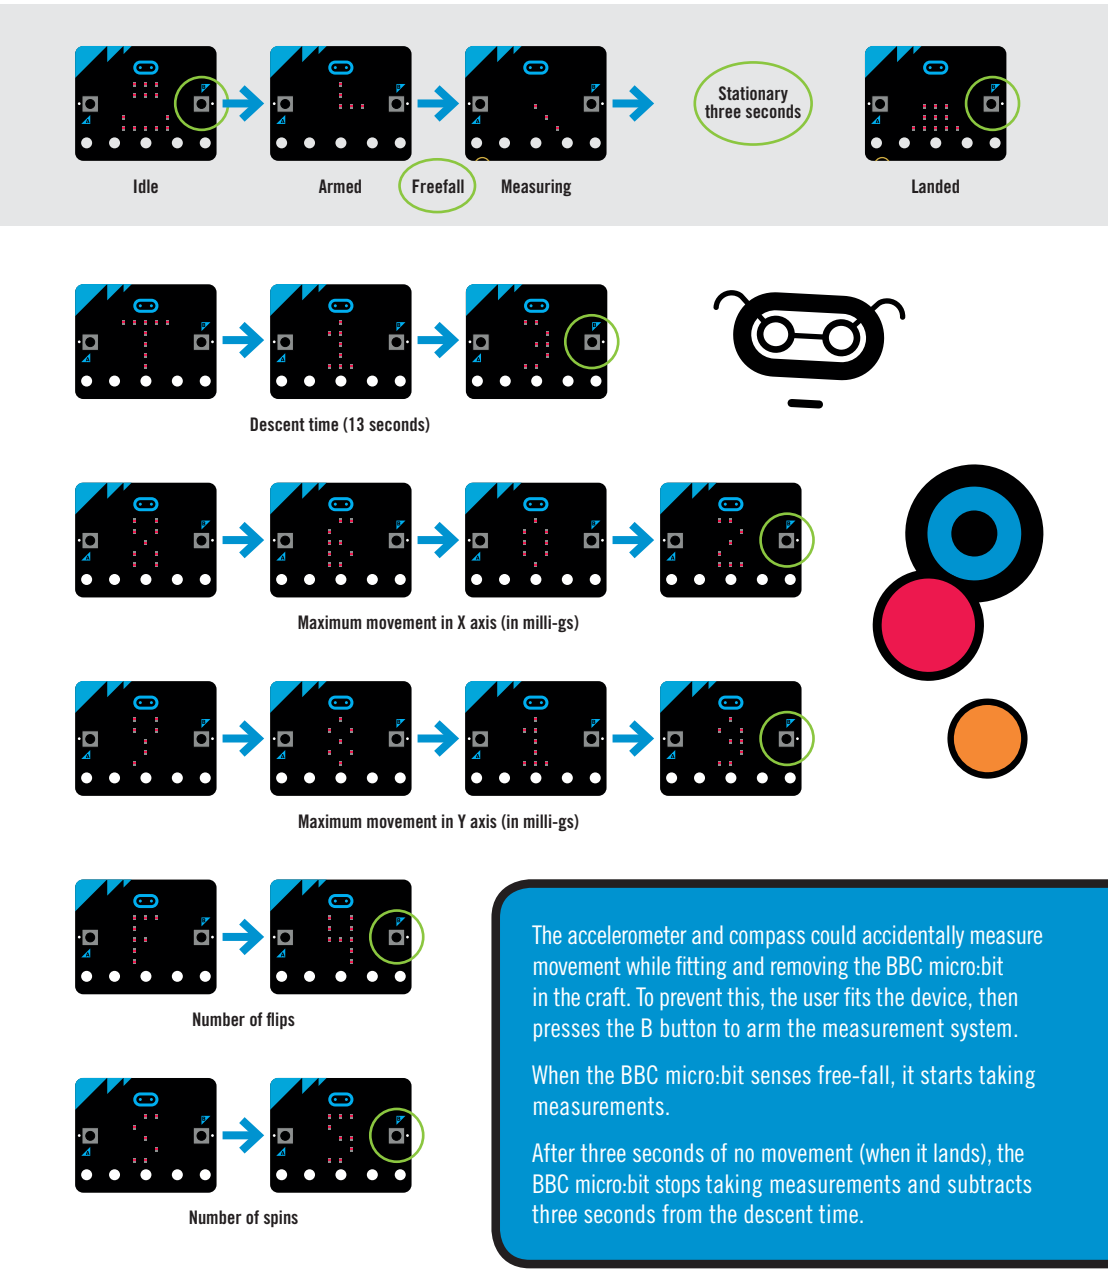 Stationary
three seconds
Idle
Armed
Freefall
Measuring
Landed
Descent time (13 seconds)
Maximum movement in X axis (in milli-gs)
Maximum movement in Y axis (in milli-gs)
Number of flips
Number of spins
The accelerometer and compass could accidentally measure
movement while fitting and removing the BBC micro:bit
in the craft. To prevent this, the user fits the device, then
presses the B button to arm the measurement system.
When the BBC micro:bit senses free-fall, it starts taking
measurements.
After three seconds of no movement (when it lands), the
BBC micro:bit stops taking measurements and subtracts
three seconds from the descent time.